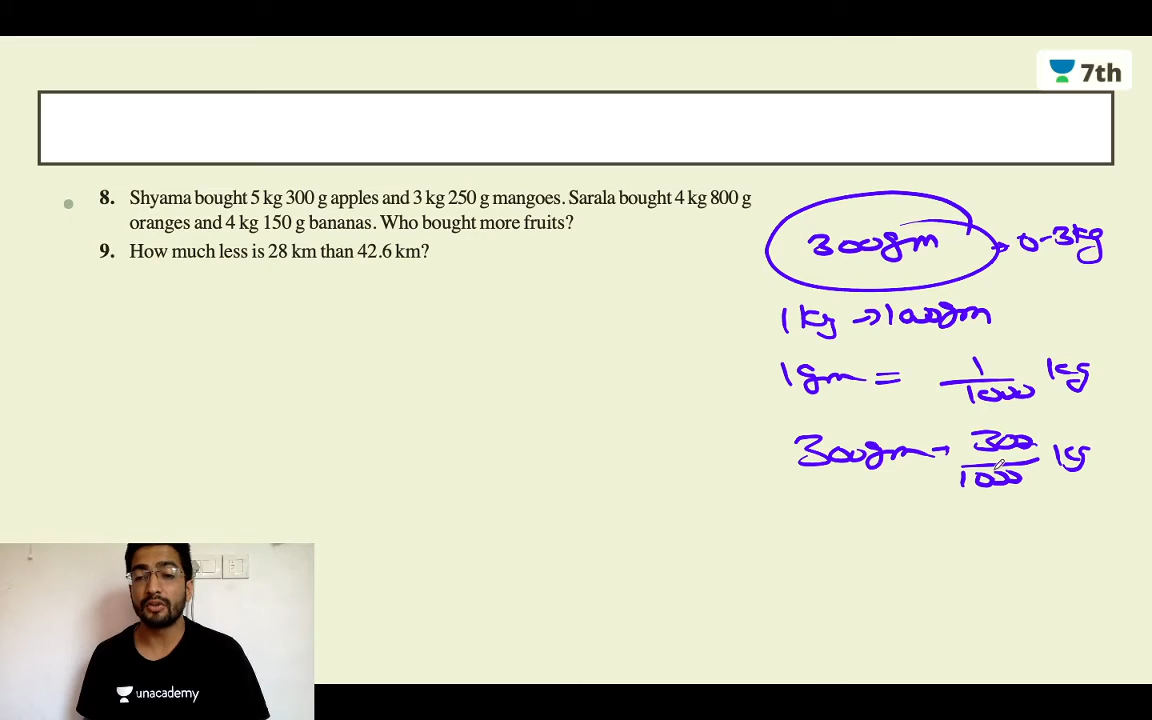 7th
8. Shyama bought 5 kg 300 g apples and 3 kg 250 g mangoes. Sarala bought 4 kg 800 g
oranges and 4 kg 150 g bananas. Who bought more fruits?
9. How much less is 28 km than 42.6 km?
300gm → 0.3kg
1kg → 1000gm
1gm = 1/1000 kg
300gm → 300/1000 kg
unacademy